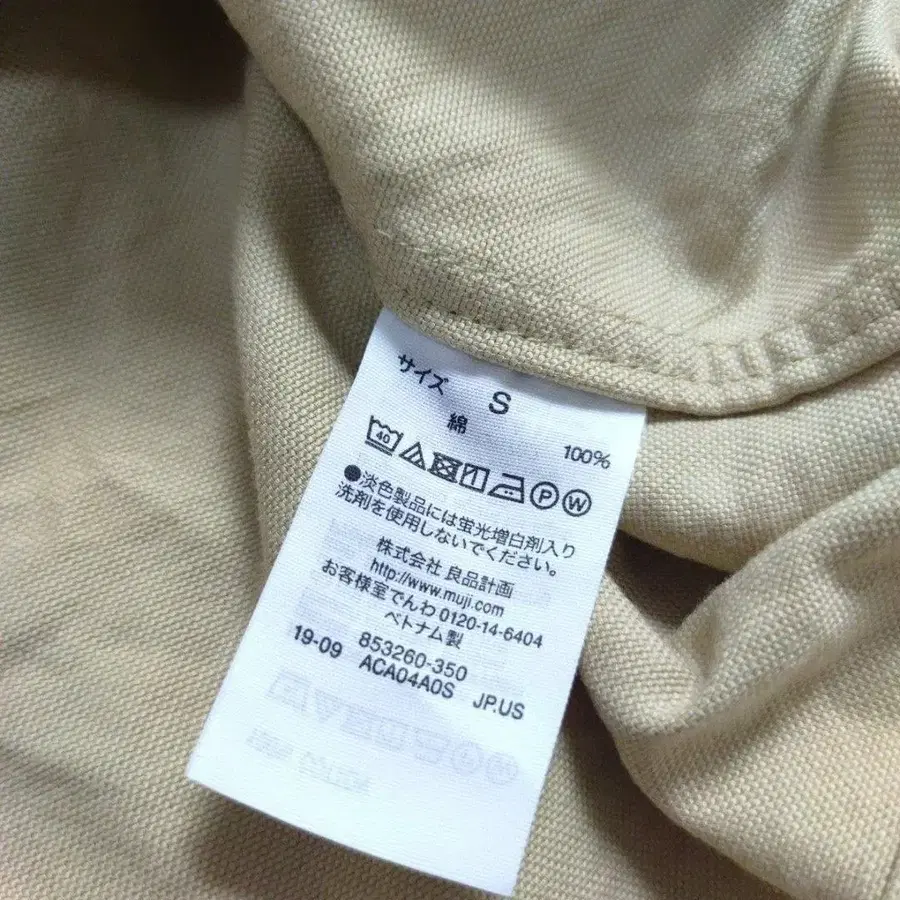 サイズ S
綿 100%
40 P W
●淡色製品には蛍光増白剤入り
洗剤を使用しないでください。
株式会社 良品計画
http://www.muji.com
お客様室でんわ 0120-14-6404
ベトナム製
853260-350
19-09 ACA04A0S JP.US